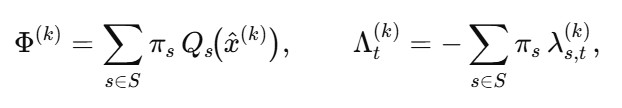 Φ^{(k)} = ∑_{s∈S} π_s Q_s(x̂^{(k)}),    Λ_t^{(k)} = − ∑_{s∈S} π_s λ_{s,t}^{(k)},